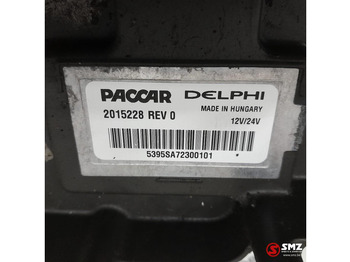 PACCAR DELPHI
MADE IN HUNGARY
2015228 REV 0
12V/24V
5395SA72300101
SMZ